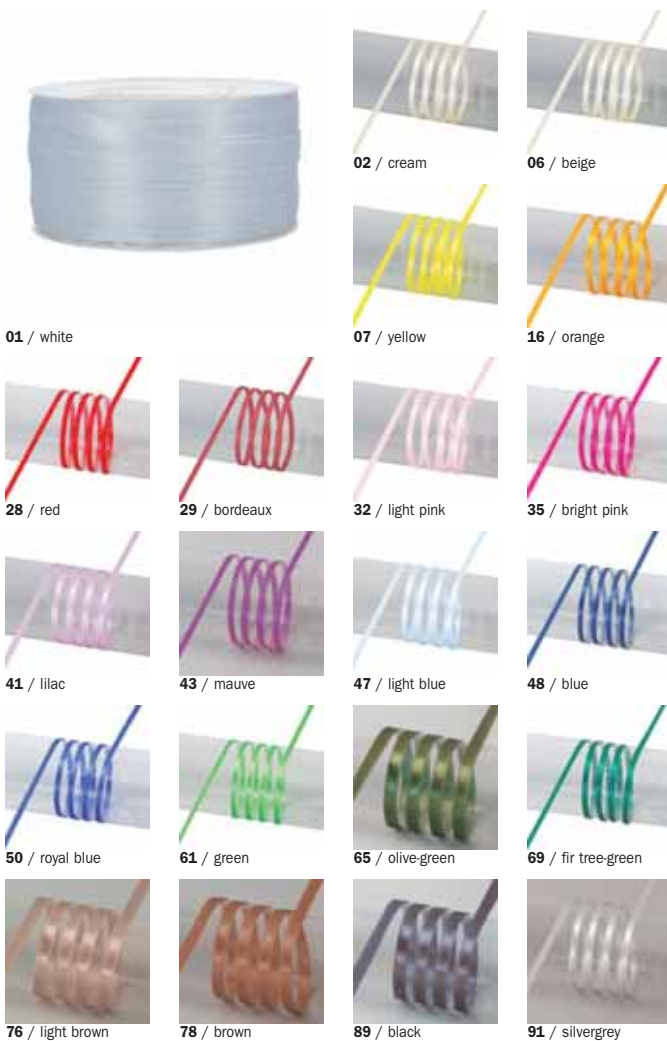 02 / cream
06 / beige
01 / white
07 / yellow
16 / orange
28 / red
29 / bordeaux
32 / light pink
35 / bright pink
41 / lilac
43 / mauve
47 / light blue
48 / blue
50 / royal blue
61 / green
65 / olive-green
69 / fir tree-green
76 / light brown
78 / brown
89 / black
91 / silvergrey